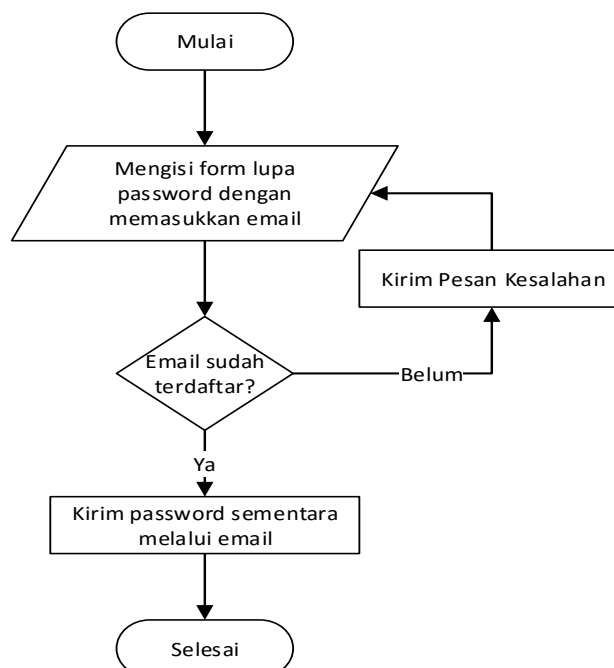 Mulai
Mengisi form lupa
password dengan
memasukkan email
Kirim Pesan Kesalahan
Email sudah
terdaftar?
Belum
Ya
Kirim password sementara
melalui email
Selesai